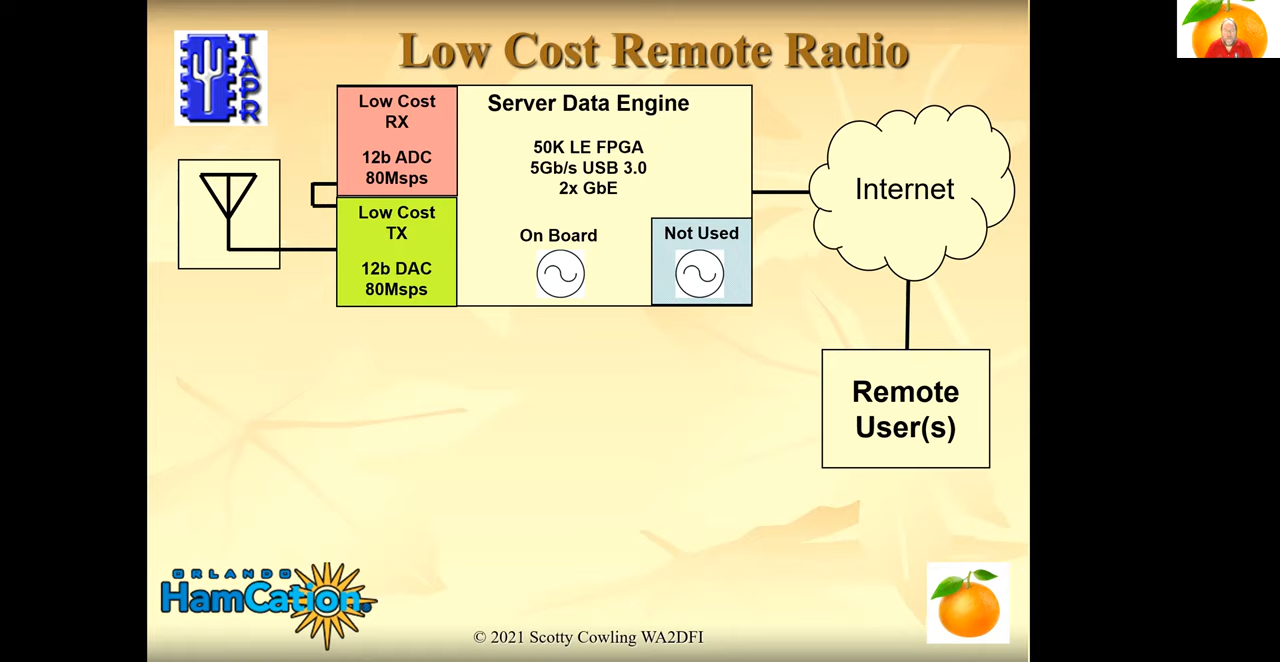 Low Cost Remote Radio
TAPR
Low Cost
RX
12b ADC
80Msps
Low Cost
TX
12b DAC
80Msps
Server Data Engine
50K LE FPGA
5Gb/s USB 3.0
2x GbE
On Board
Not Used
Internet
Remote
User(s)
ORLANDO
HamCation®
© 2021 Scotty Cowling WA2DFI